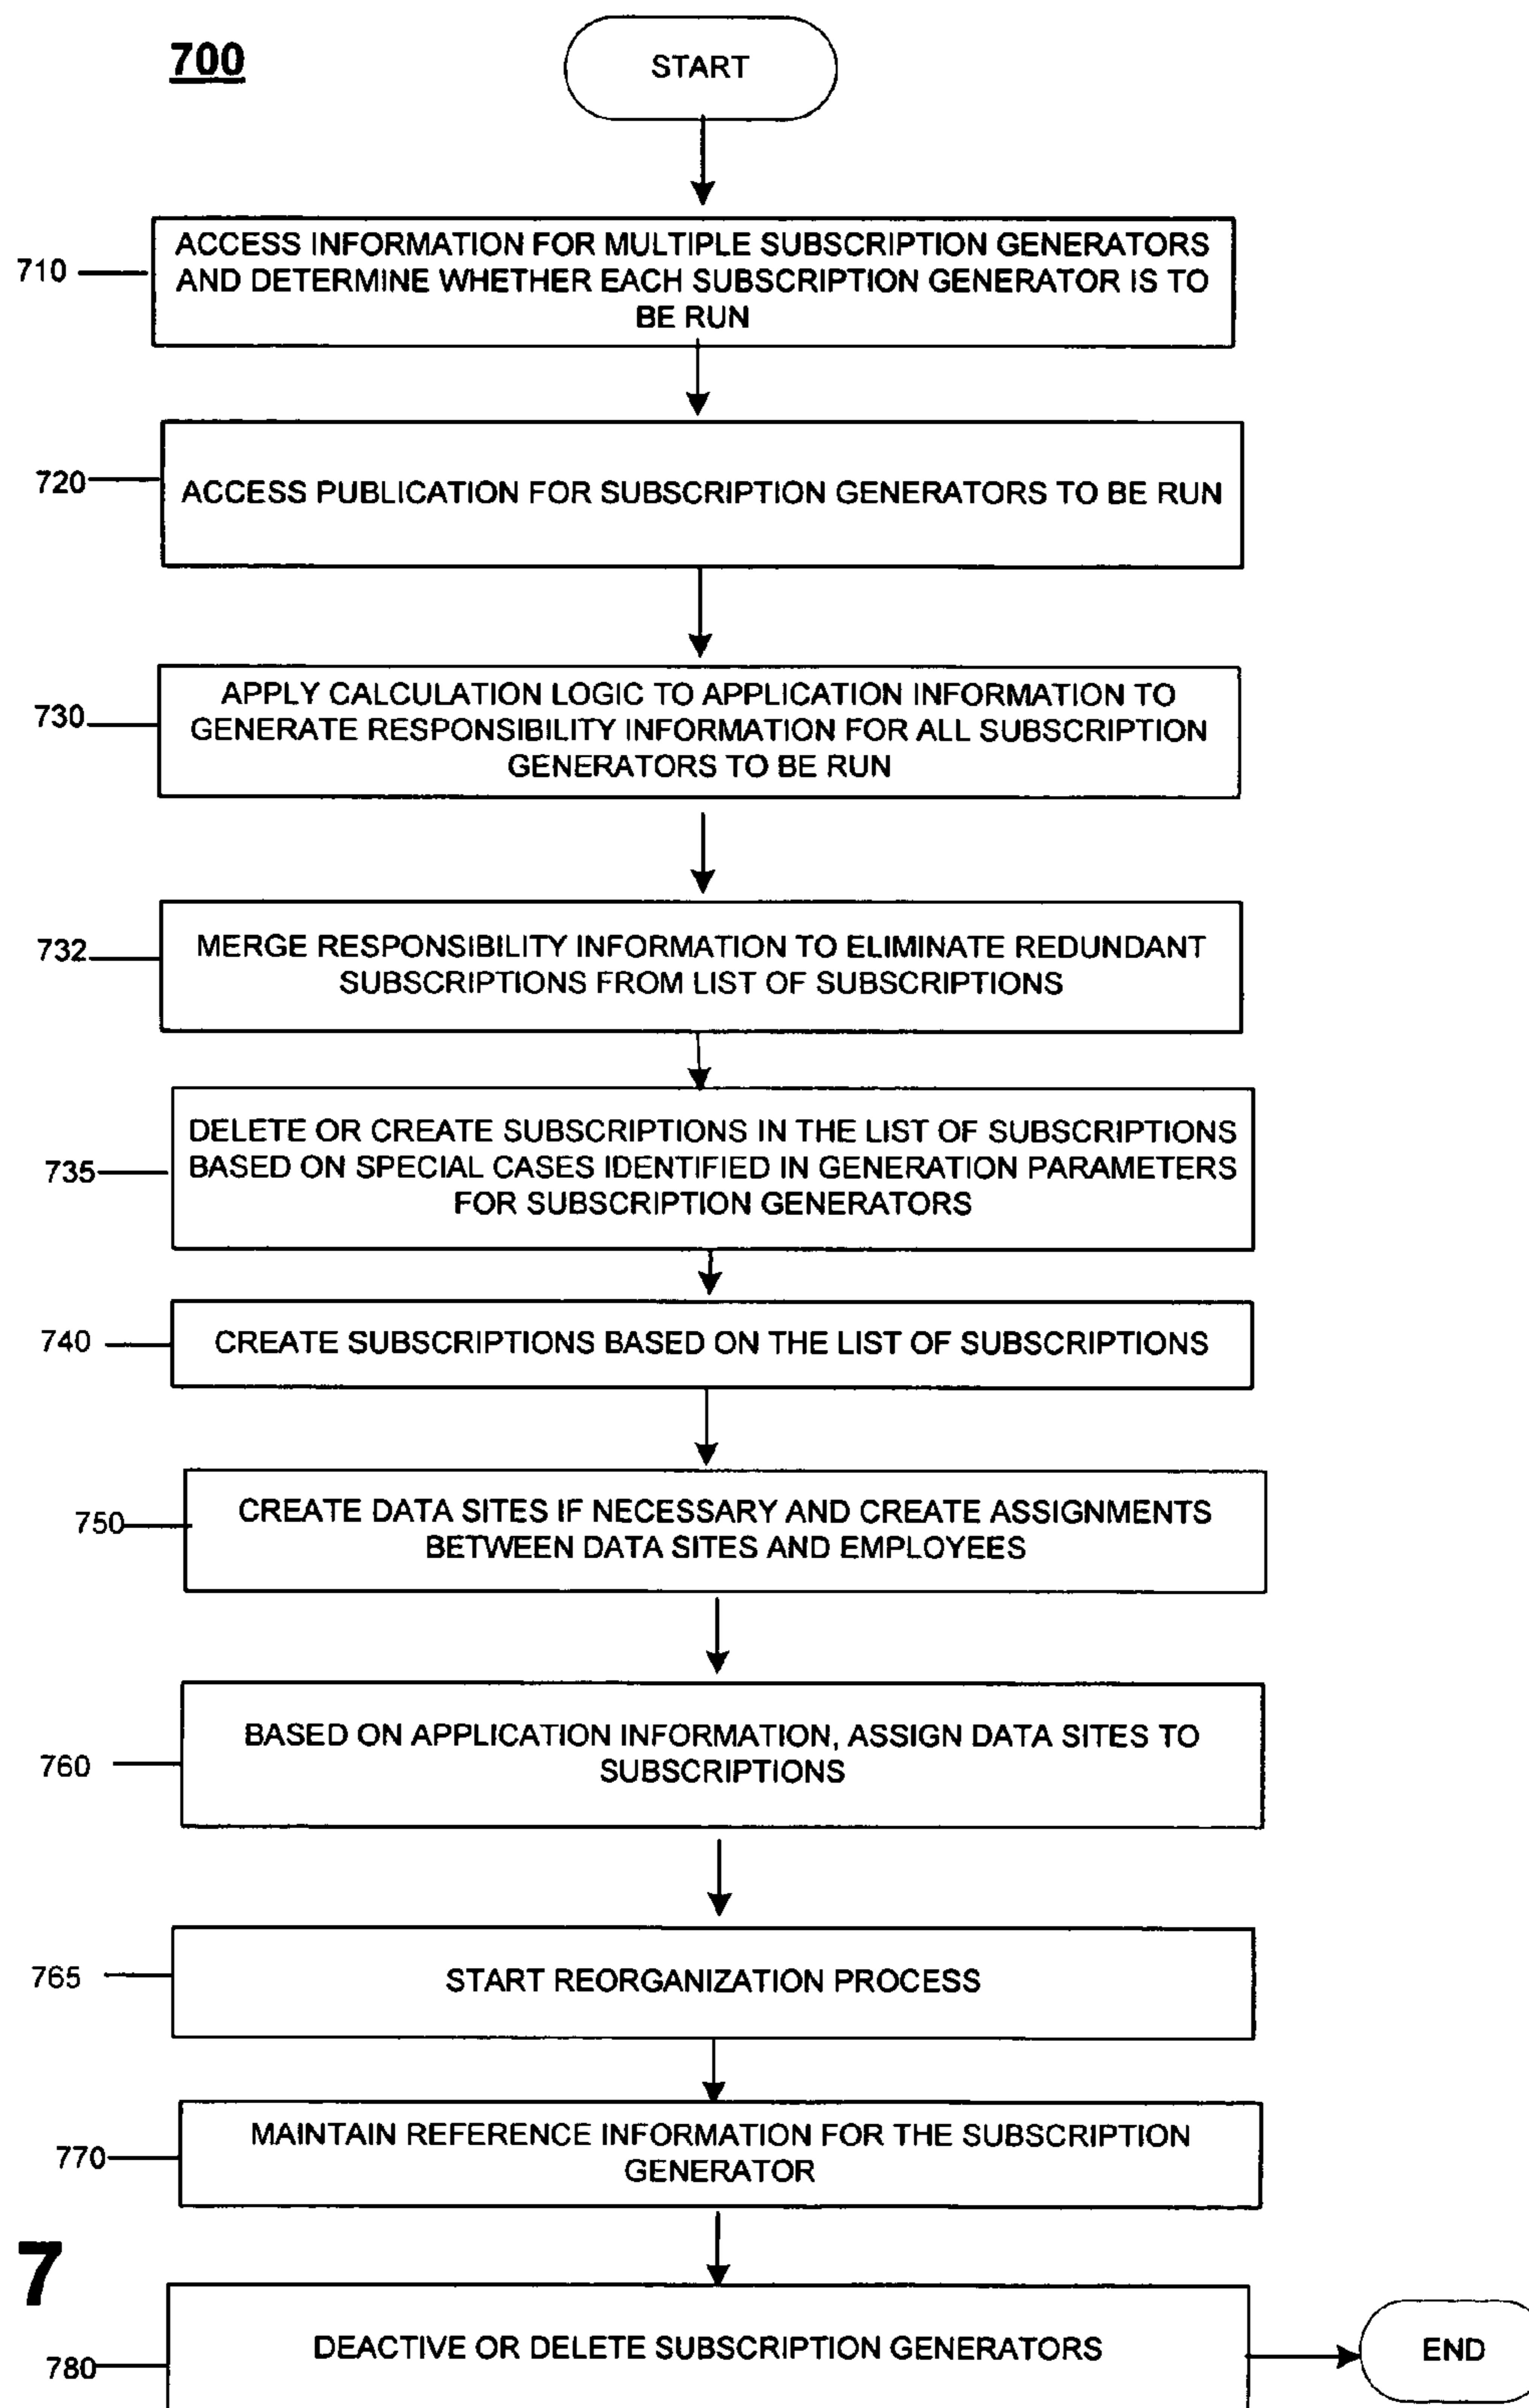 700
START
710
ACCESS INFORMATION FOR MULTIPLE SUBSCRIPTION GENERATORS
AND DETERMINE WHETHER EACH SUBSCRIPTION GENERATOR IS TO
BE RUN
720
ACCESS PUBLICATION FOR SUBSCRIPTION GENERATORS TO BE RUN
730
APPLY CALCULATION LOGIC TO APPLICATION INFORMATION TO
GENERATE RESPONSIBILITY INFORMATION FOR ALL SUBSCRIPTION
GENERATORS TO BE RUN
732
MERGE RESPONSIBILITY INFORMATION TO ELIMINATE REDUNDANT
SUBSCRIPTIONS FROM LIST OF SUBSCRIPTIONS
735
DELETE OR CREATE SUBSCRIPTIONS IN THE LIST OF SUBSCRIPTIONS
BASED ON SPECIAL CASES IDENTIFIED IN GENERATION PARAMETERS
FOR SUBSCRIPTION GENERATORS
740
CREATE SUBSCRIPTIONS BASED ON THE LIST OF SUBSCRIPTIONS
750
CREATE DATA SITES IF NECESSARY AND CREATE ASSIGNMENTS
BETWEEN DATA SITES AND EMPLOYEES
760
BASED ON APPLICATION INFORMATION, ASSIGN DATA SITES TO
SUBSCRIPTIONS
765
START REORGANIZATION PROCESS
770
MAINTAIN REFERENCE INFORMATION FOR THE SUBSCRIPTION
GENERATOR
7
780
DEACTIVE OR DELETE SUBSCRIPTION GENERATORS
END